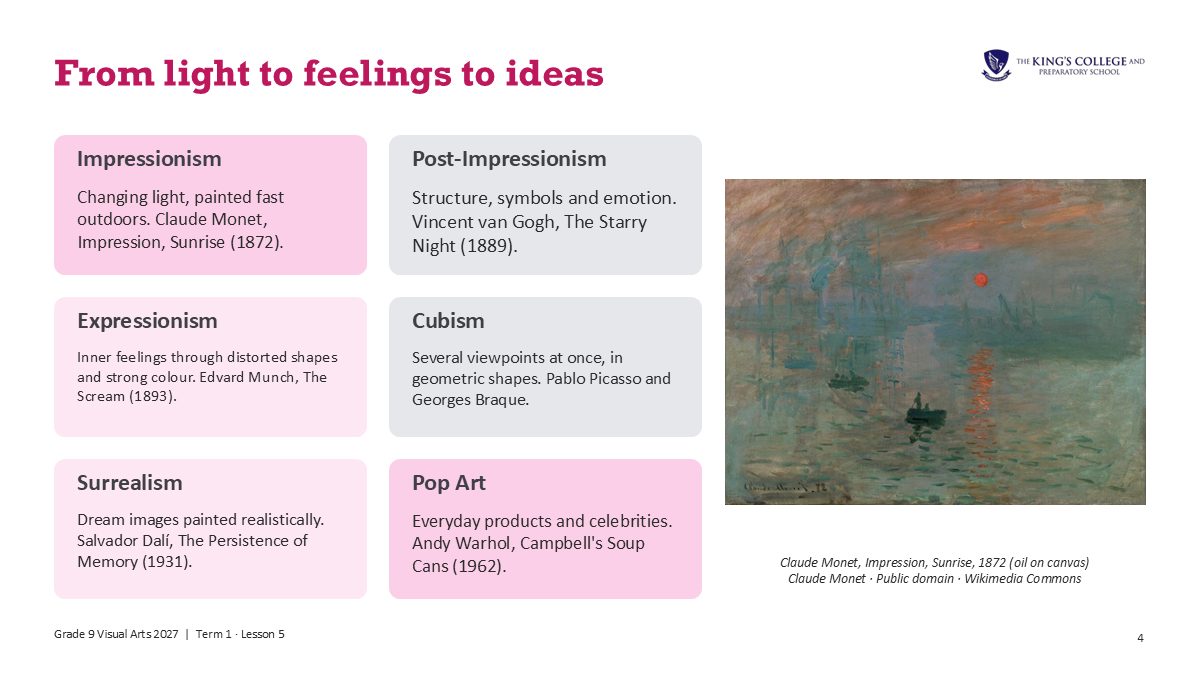 From light to feelings to ideas
THE KING'S COLLEGE AND
PREPARATORY SCHOOL
Impressionism
Changing light, painted fast
outdoors. Claude Monet,
Impression, Sunrise (1872).
Post-Impressionism
Structure, symbols and emotion.
Vincent van Gogh, The Starry
Night (1889).
Expressionism
Inner feelings through distorted shapes
and strong colour. Edvard Munch, The
Scream (1893).
Cubism
Several viewpoints at once, in
geometric shapes. Pablo Picasso and
Georges Braque.
Surrealism
Dream images painted realistically.
Salvador Dalí, The Persistence of
Memory (1931).
Pop Art
Everyday products and celebrities.
Andy Warhol, Campbell's Soup
Cans (1962).
Claude Monet, Impression, Sunrise, 1872 (oil on canvas)
Claude Monet · Public domain · Wikimedia Commons
Grade 9 Visual Arts 2027 | Term 1 · Lesson 5
4